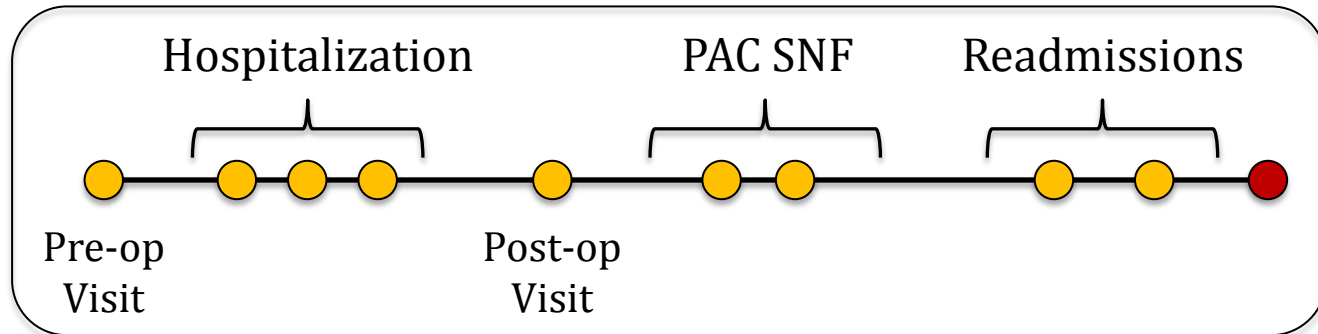 Hospitalization
PAC SNF
Readmissions
Pre-op
Visit
Post-op
Visit